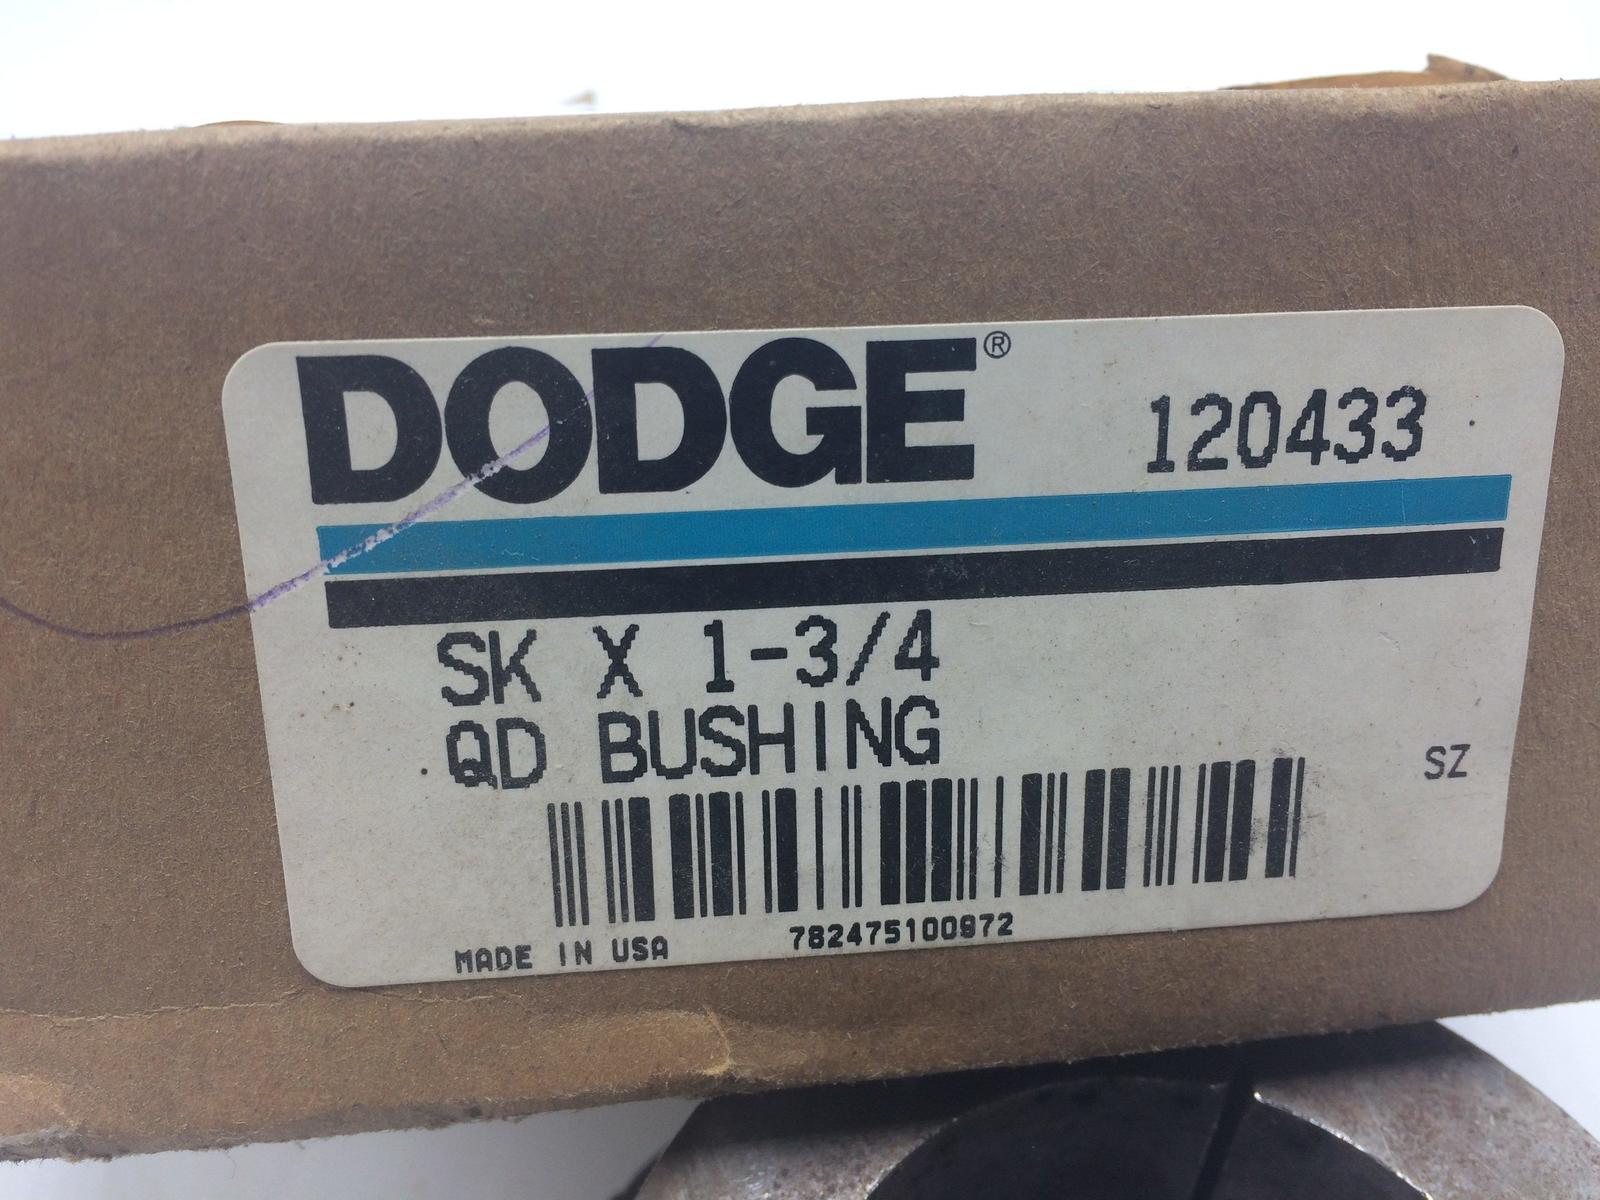 DODGE®
120433
SK X 1-3/4
QD BUSHING
SZ
782475100972
MADE IN USA